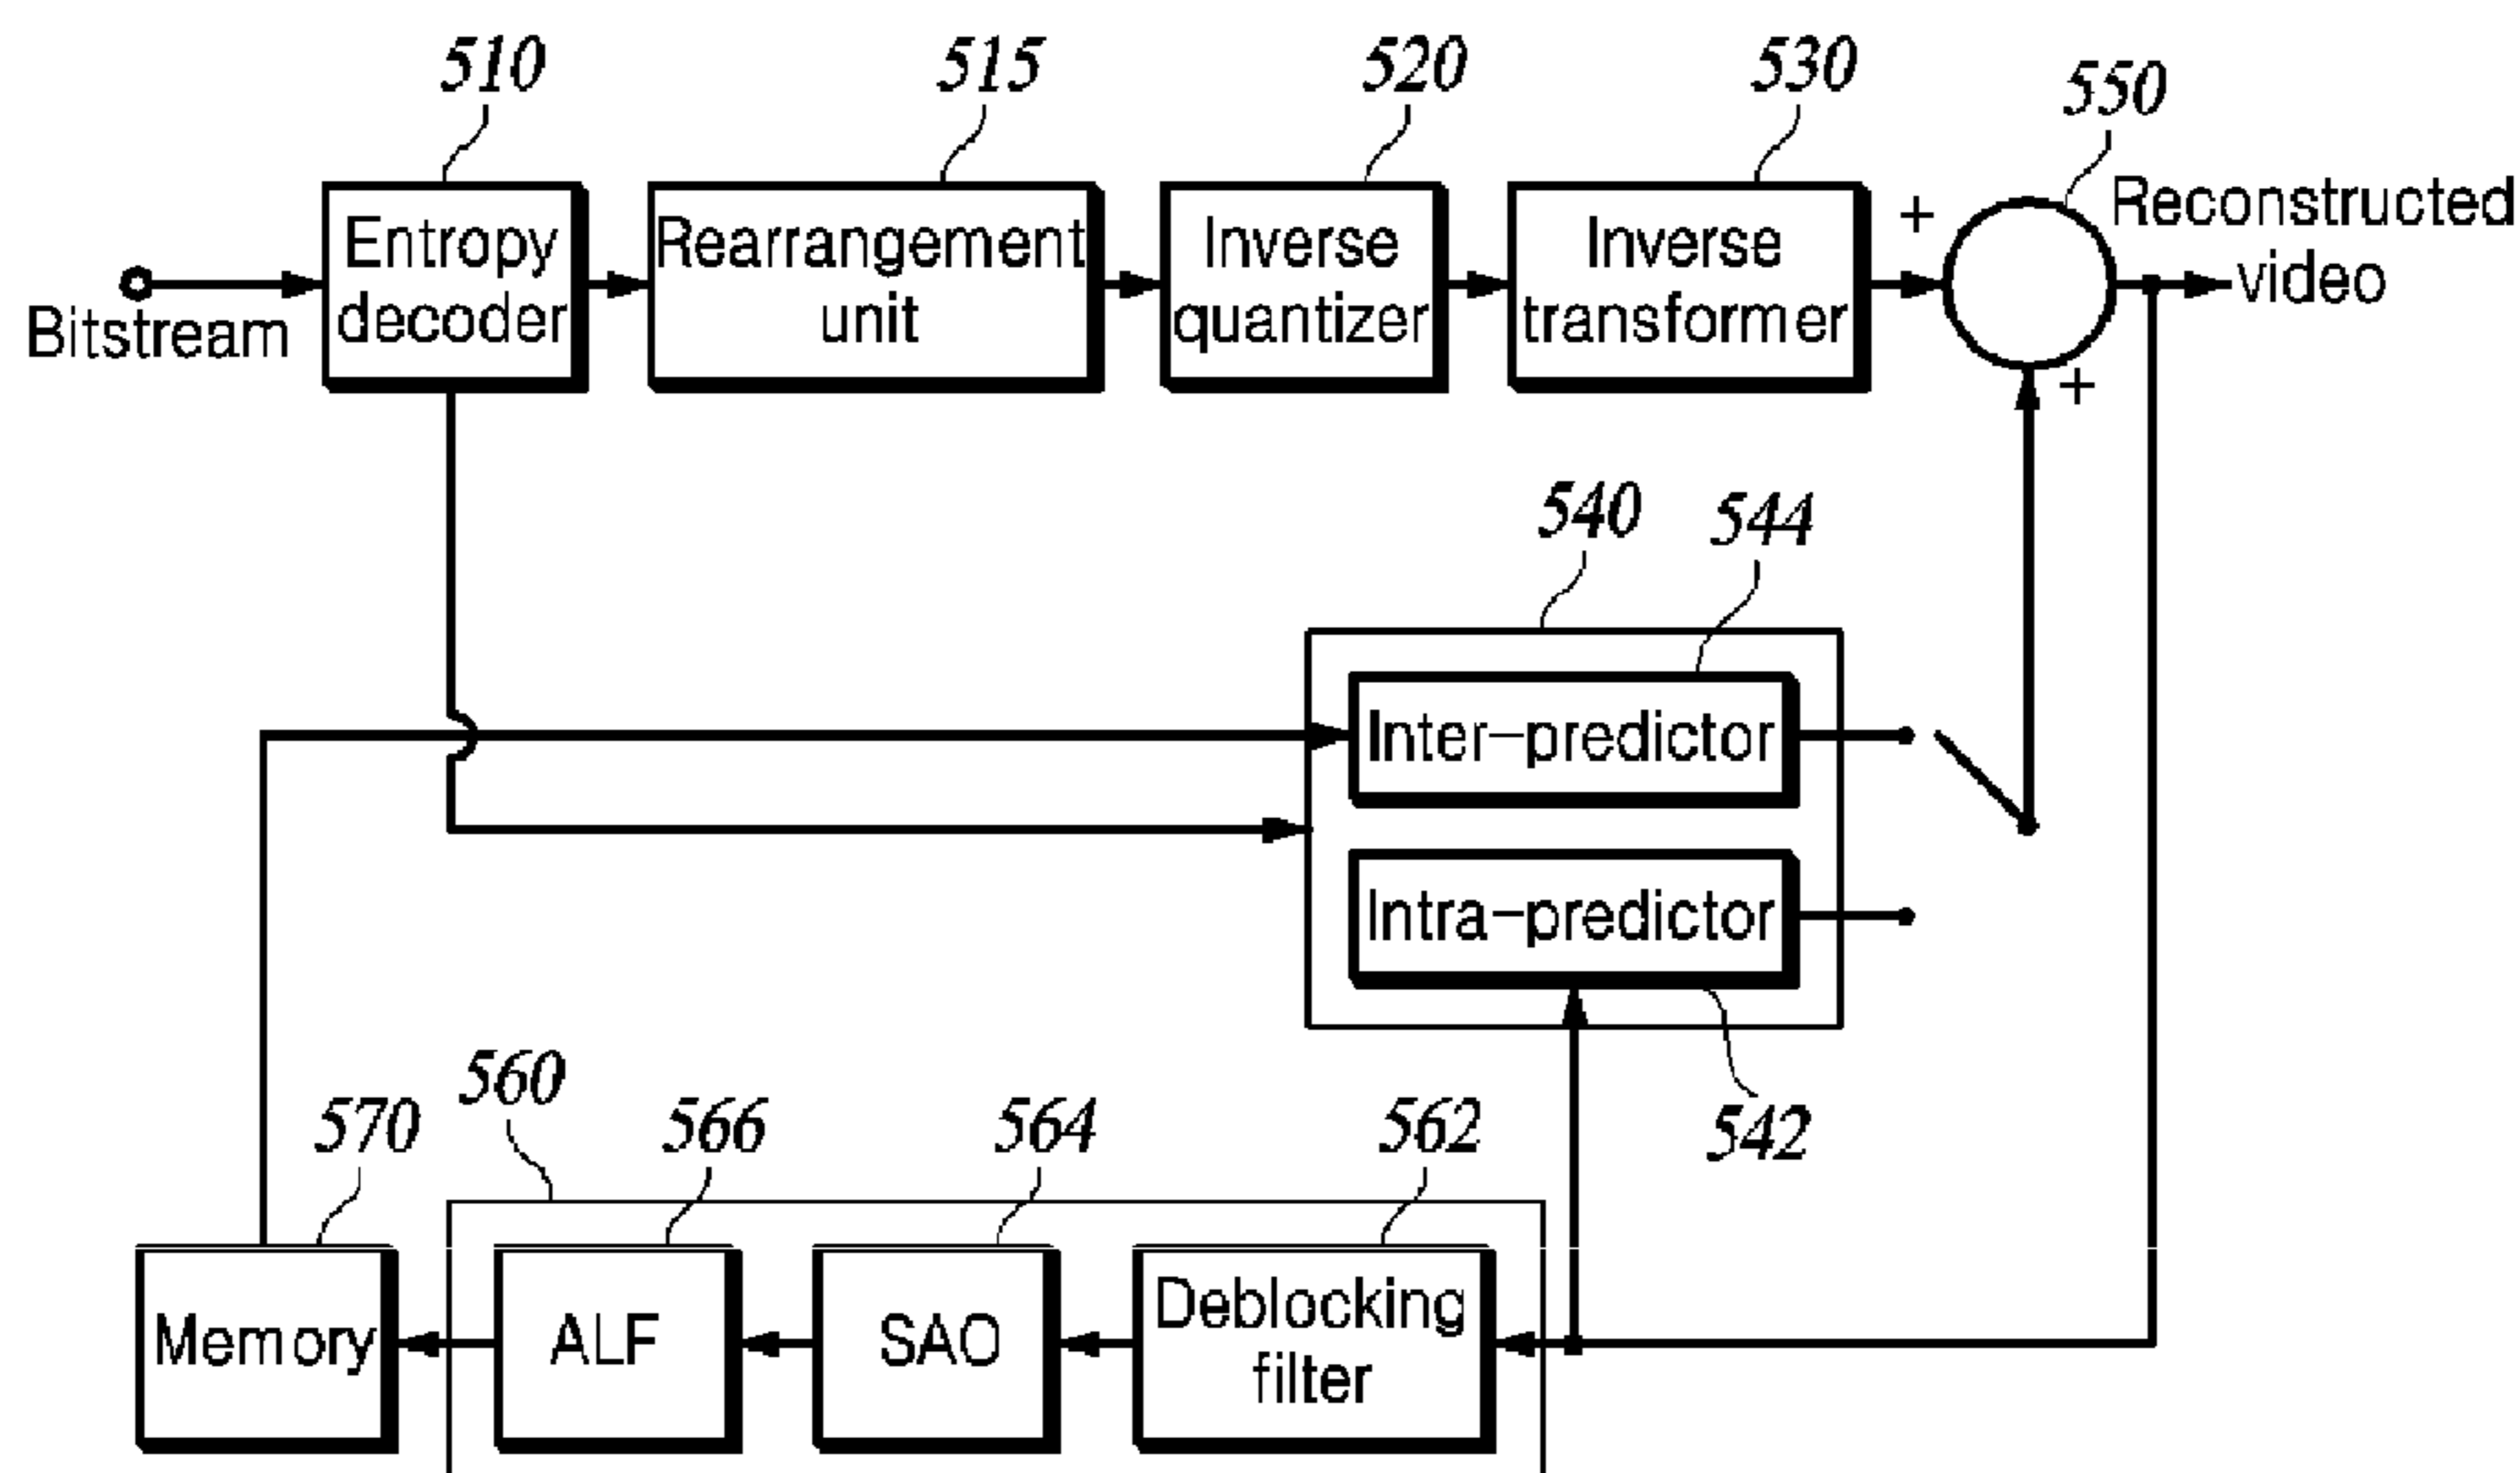 510
515
520
530
550
Entropy
decoder
Rearrangement
unit
Inverse
quantizer
Inverse
transformer
+
Reconstructed
video
Bitstream
+
540
544
Inter-predictor
Intra-predictor
542
570
560
566
564
562
Memory
ALF
SAO
Deblocking
filter